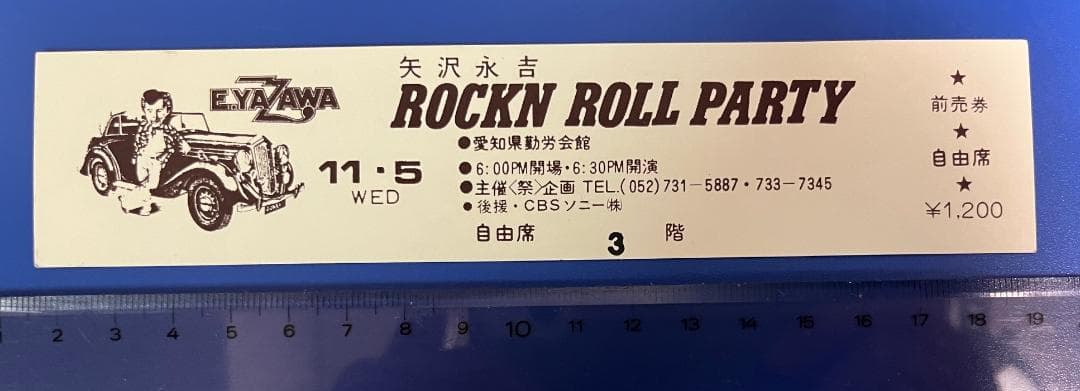 E.YAZAWA
矢沢永吉
ROCKN ROLL PARTY
11・5
WED
●愛知県勤労会館
●6:00PM開場・6:30PM開演
●主催〈祭〉企画 TEL.(052)731-5887・733-7345
●後援・CBSソニー㈱
自由席 3 階
★
前売券
★
自由席
★
¥1,200
1 2 3 4 5 6 7 8 9 10 11 12 13 14 15 16 17 18 19